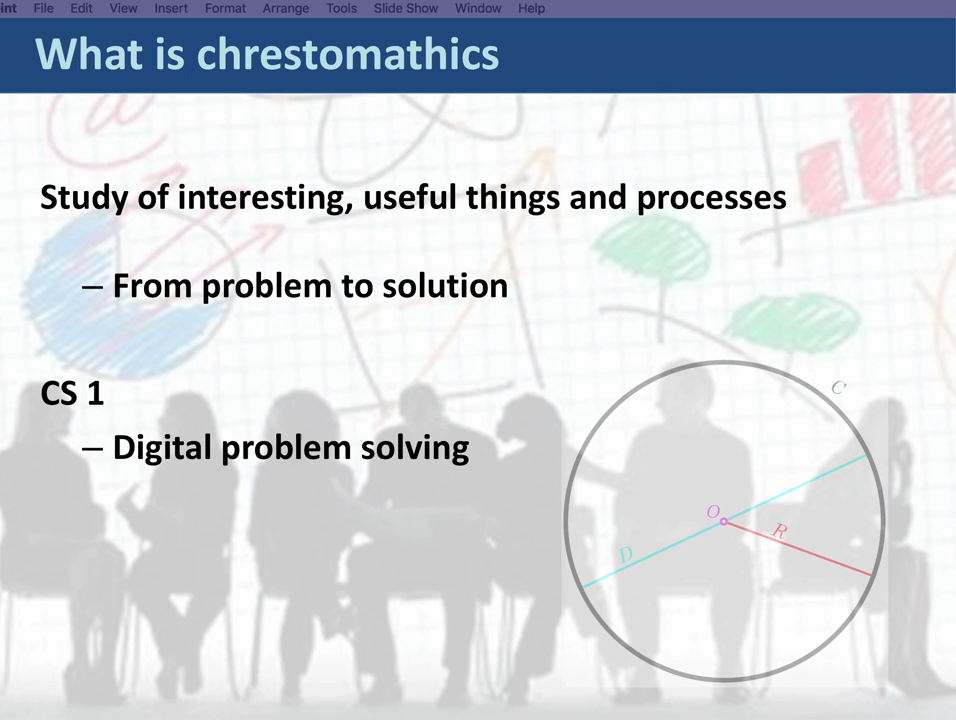 int File Edit View Insert Format Arrange Tools Slide Show Window Help
What is chrestomathics
Study of interesting, useful things and processes
– From problem to solution
CS 1
– Digital problem solving
C
O
R
D